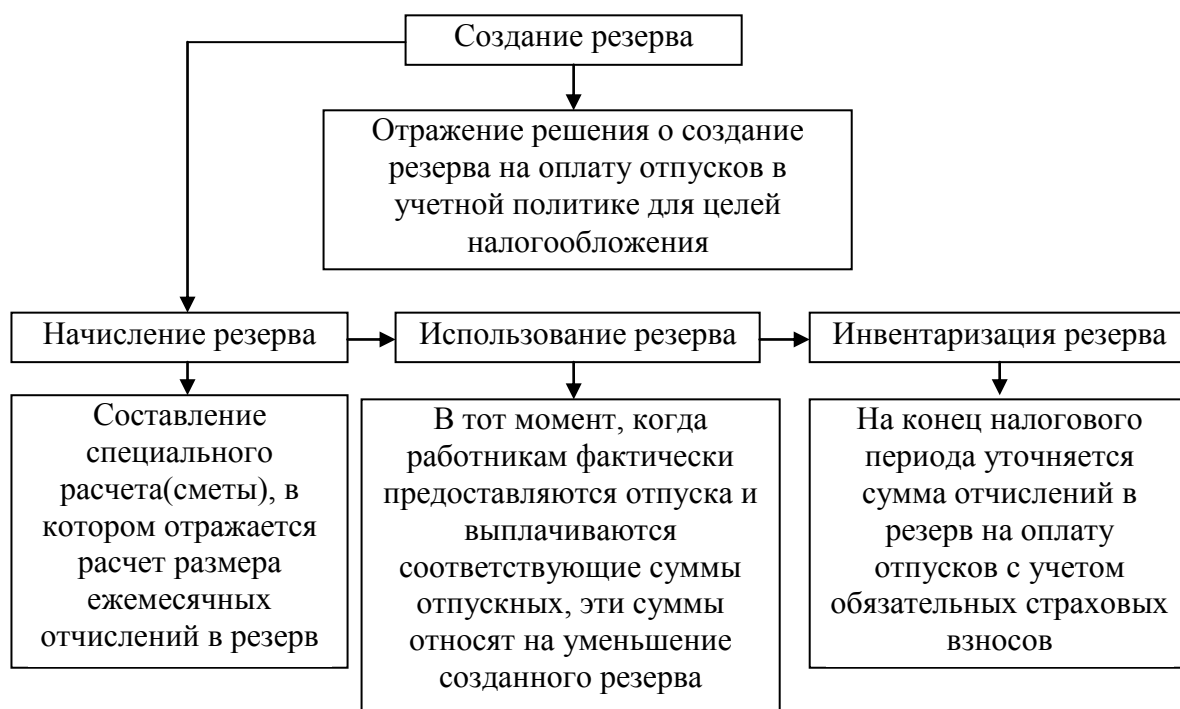 Создание резерва
Отражение решения о создание
резерва на оплату отпусков в
учетной политике для целей
налогообложения
Начисление резерва
Использование резерва
Инвентаризация резерва
Составление
специального
расчета(сметы), в
котором отражается
расчет размера
ежемесячных
отчислений в резерв
В тот момент, когда
работникам фактически
предоставляются отпуска и
выплачиваются
соответствующие суммы
отпускных, эти суммы
относят на уменьшение
созданного резерва
На конец налогового
периода уточняется
сумма отчислений в
резерв на оплату
отпусков с учетом
обязательных страховых
взносов